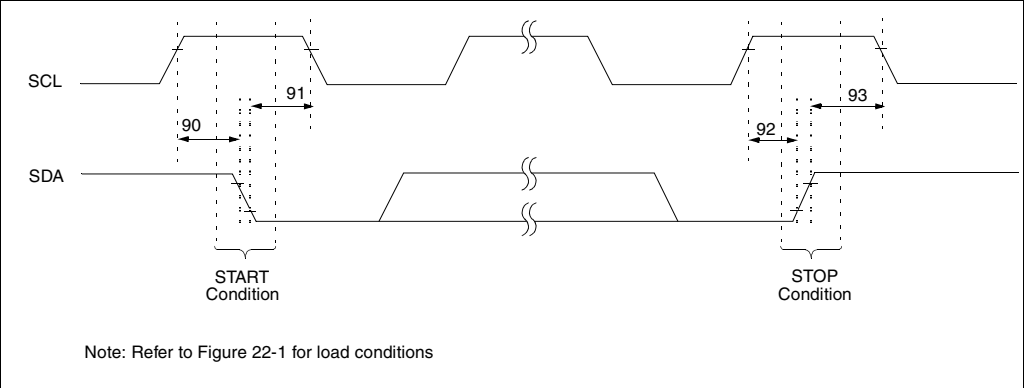 SCL
91
93
90
92
SDA
START
Condition
STOP
Condition
Note: Refer to Figure 22-1 for load conditions